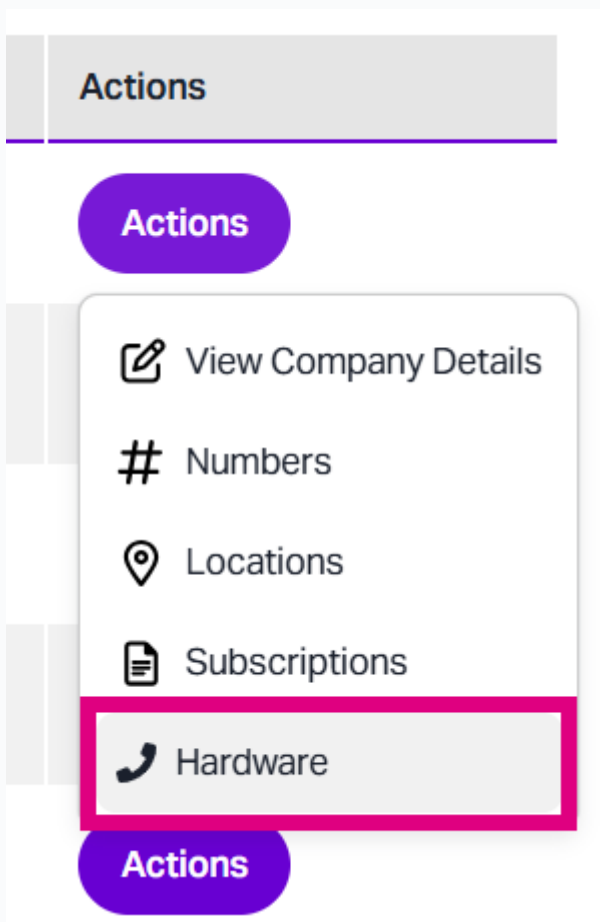 Actions
Actions
View Company Details
Numbers
Locations
Subscriptions
Hardware
Actions